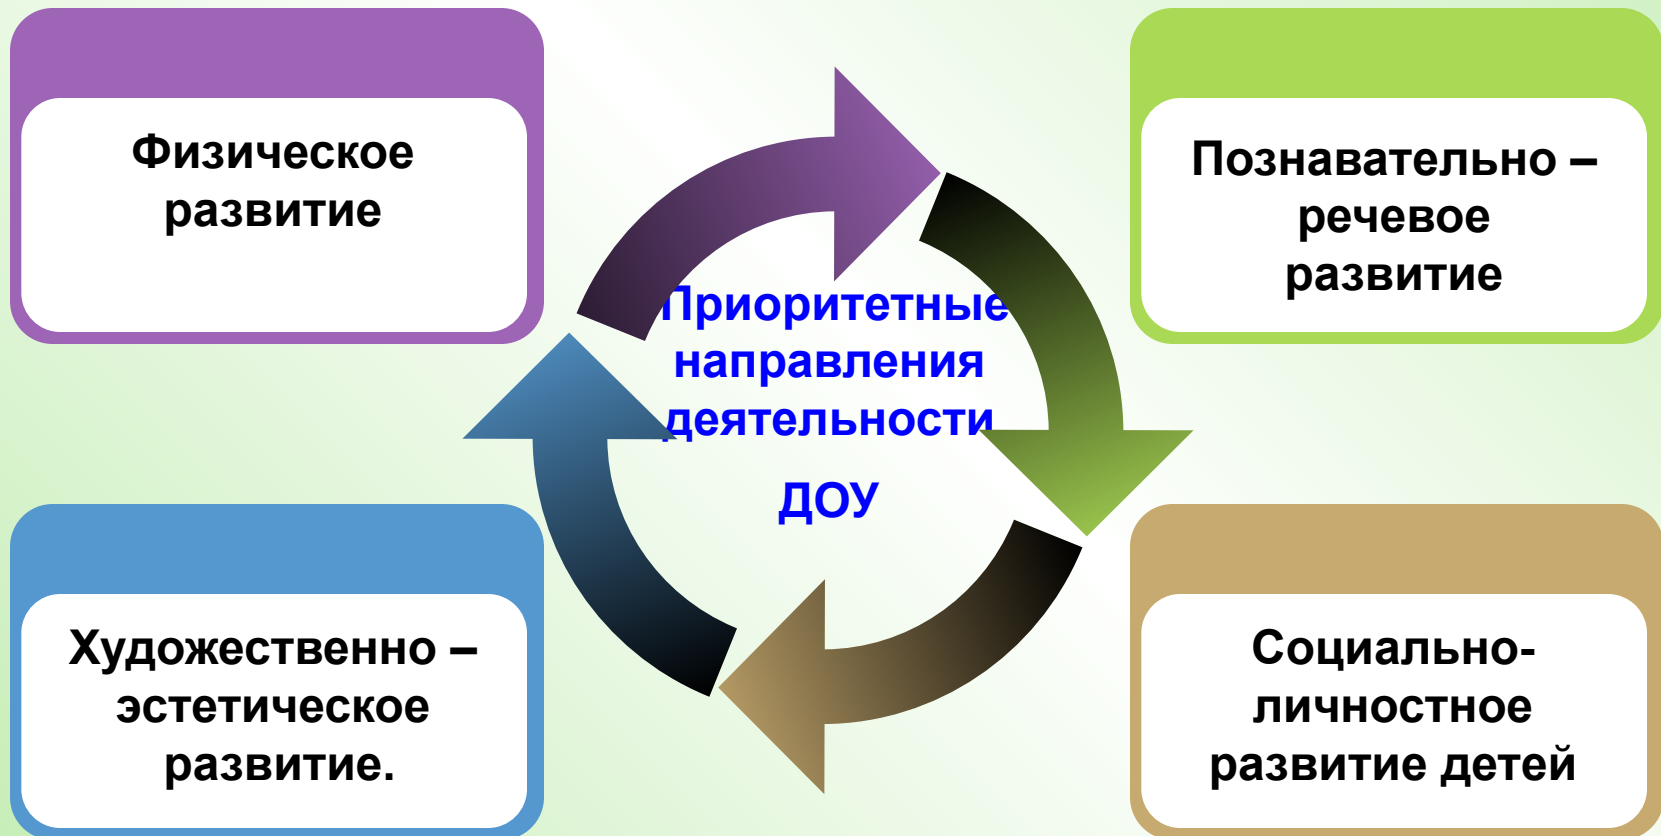 Физическое
развитие
Познавательно –
речевое
развитие
Приоритетные
направления
деятельности
ДОУ
Художественно –
эстетическое
развитие.
Социально-
личностное
развитие детей